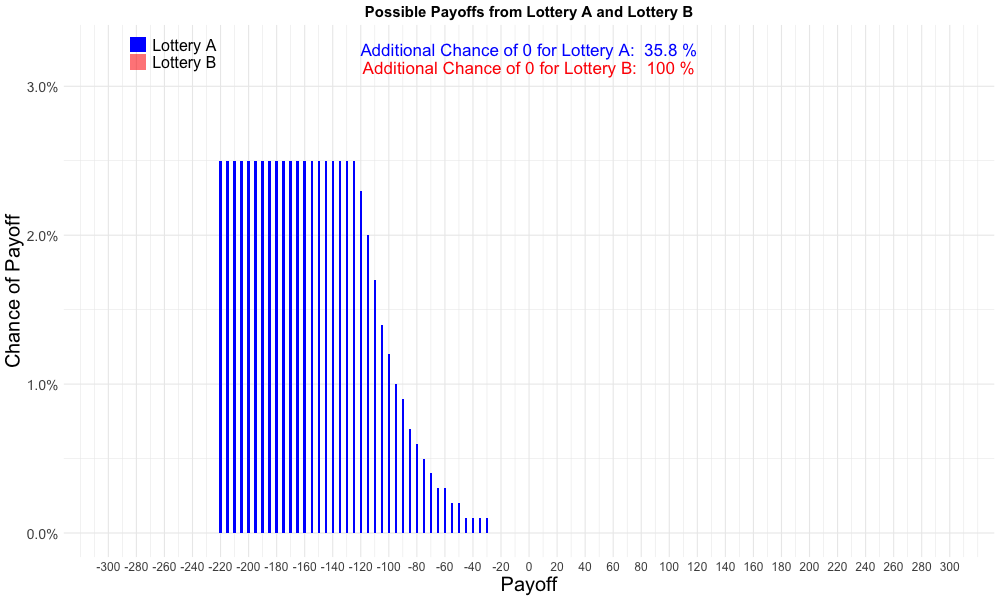 Possible Payoffs from Lottery A and Lottery B
Lottery A
Lottery B
Additional Chance of 0 for Lottery A:  35.8 %
Additional Chance of 0 for Lottery B:  100 %
Chance of Payoff
3.0%
2.0%
1.0%
0.0%
-300 -280 -260 -240 -220 -200 -180 -160 -140 -120 -100 -80 -60 -40 -20 0 20 40 60 80 100 120 140 160 180 200 220 240 260 280 300
Payoff